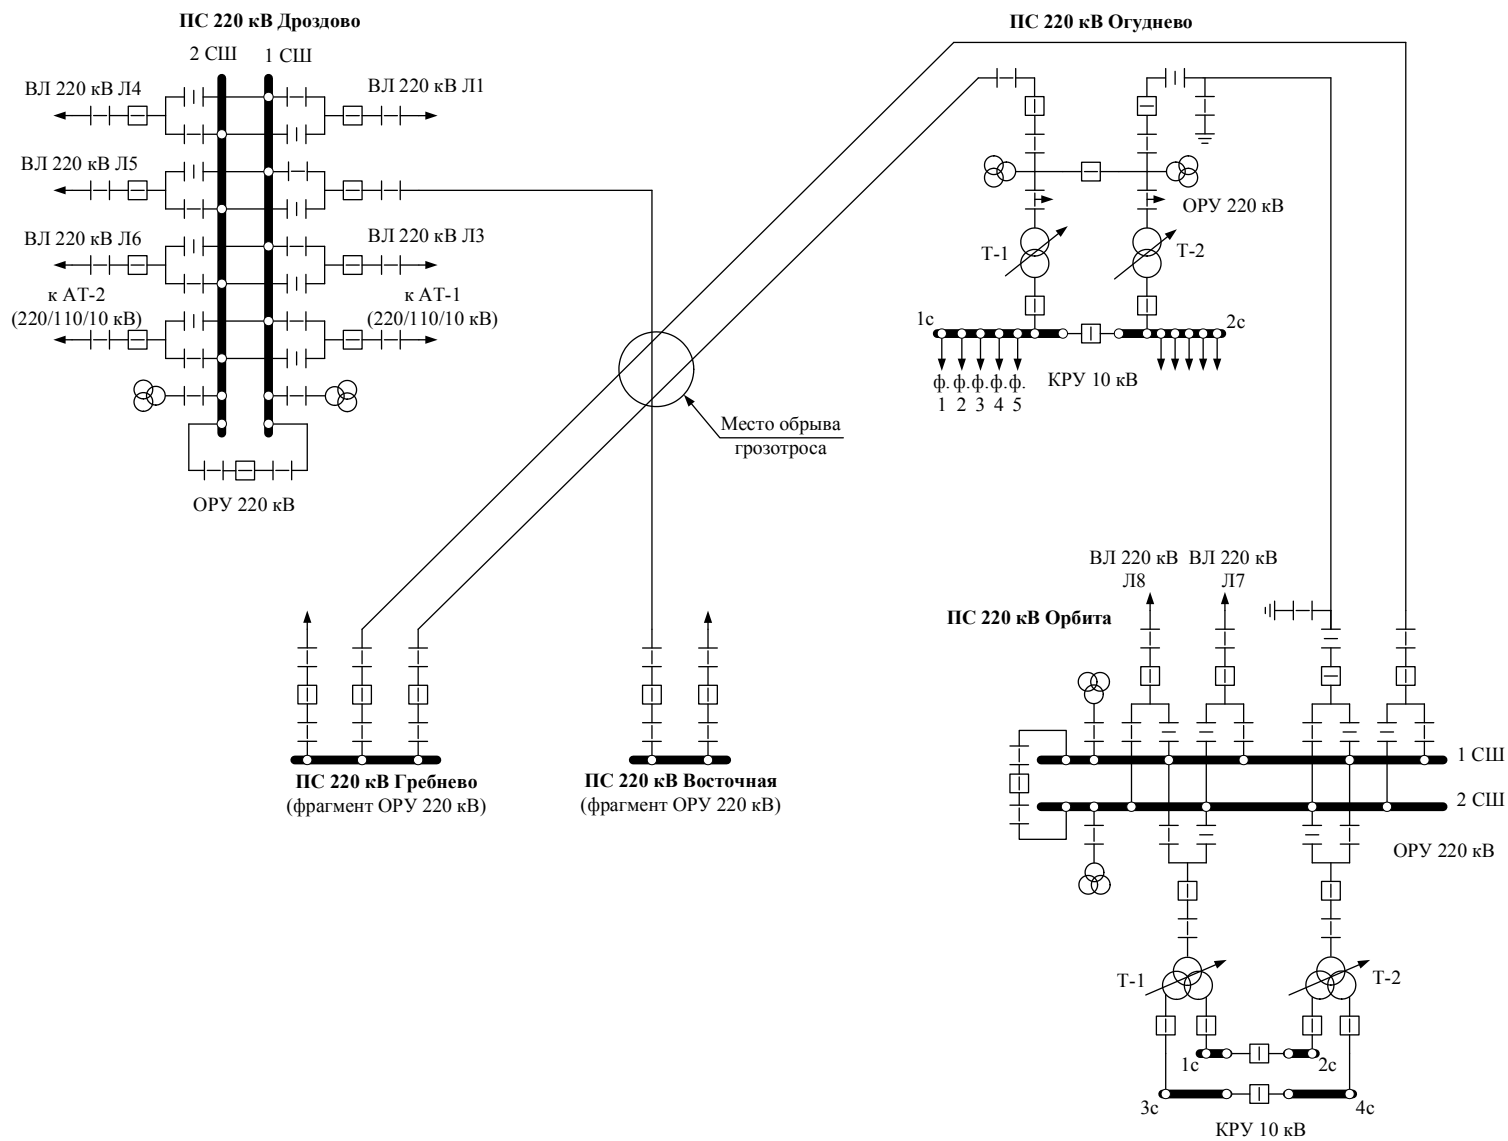 ПС 220 кВ Дроздово
2 СШ
1 СШ
ВЛ 220 кВ Л4
ВЛ 220 кВ Л1
ВЛ 220 кВ Л5
ВЛ 220 кВ Л6
ВЛ 220 кВ Л3
к АТ-2
(220/110/10 кВ)
к АТ-1
(220/110/10 кВ)
ОРУ 220 кВ
Место обрыва
грозотроса
ПС 220 кВ Огуднево
ОРУ 220 кВ
Т-1
Т-2
1с
2с
ф. ф. ф. ф. ф.
1 2 3 4 5
КРУ 10 кВ
ПС 220 кВ Гребнево
(фрагмент ОРУ 220 кВ)
ПС 220 кВ Восточная
(фрагмент ОРУ 220 кВ)
ВЛ 220 кВ
Л8
ВЛ 220 кВ
Л7
ПС 220 кВ Орбита
1 СШ
2 СШ
ОРУ 220 кВ
Т-1
Т-2
1с
2с
3с
4с
КРУ 10 кВ